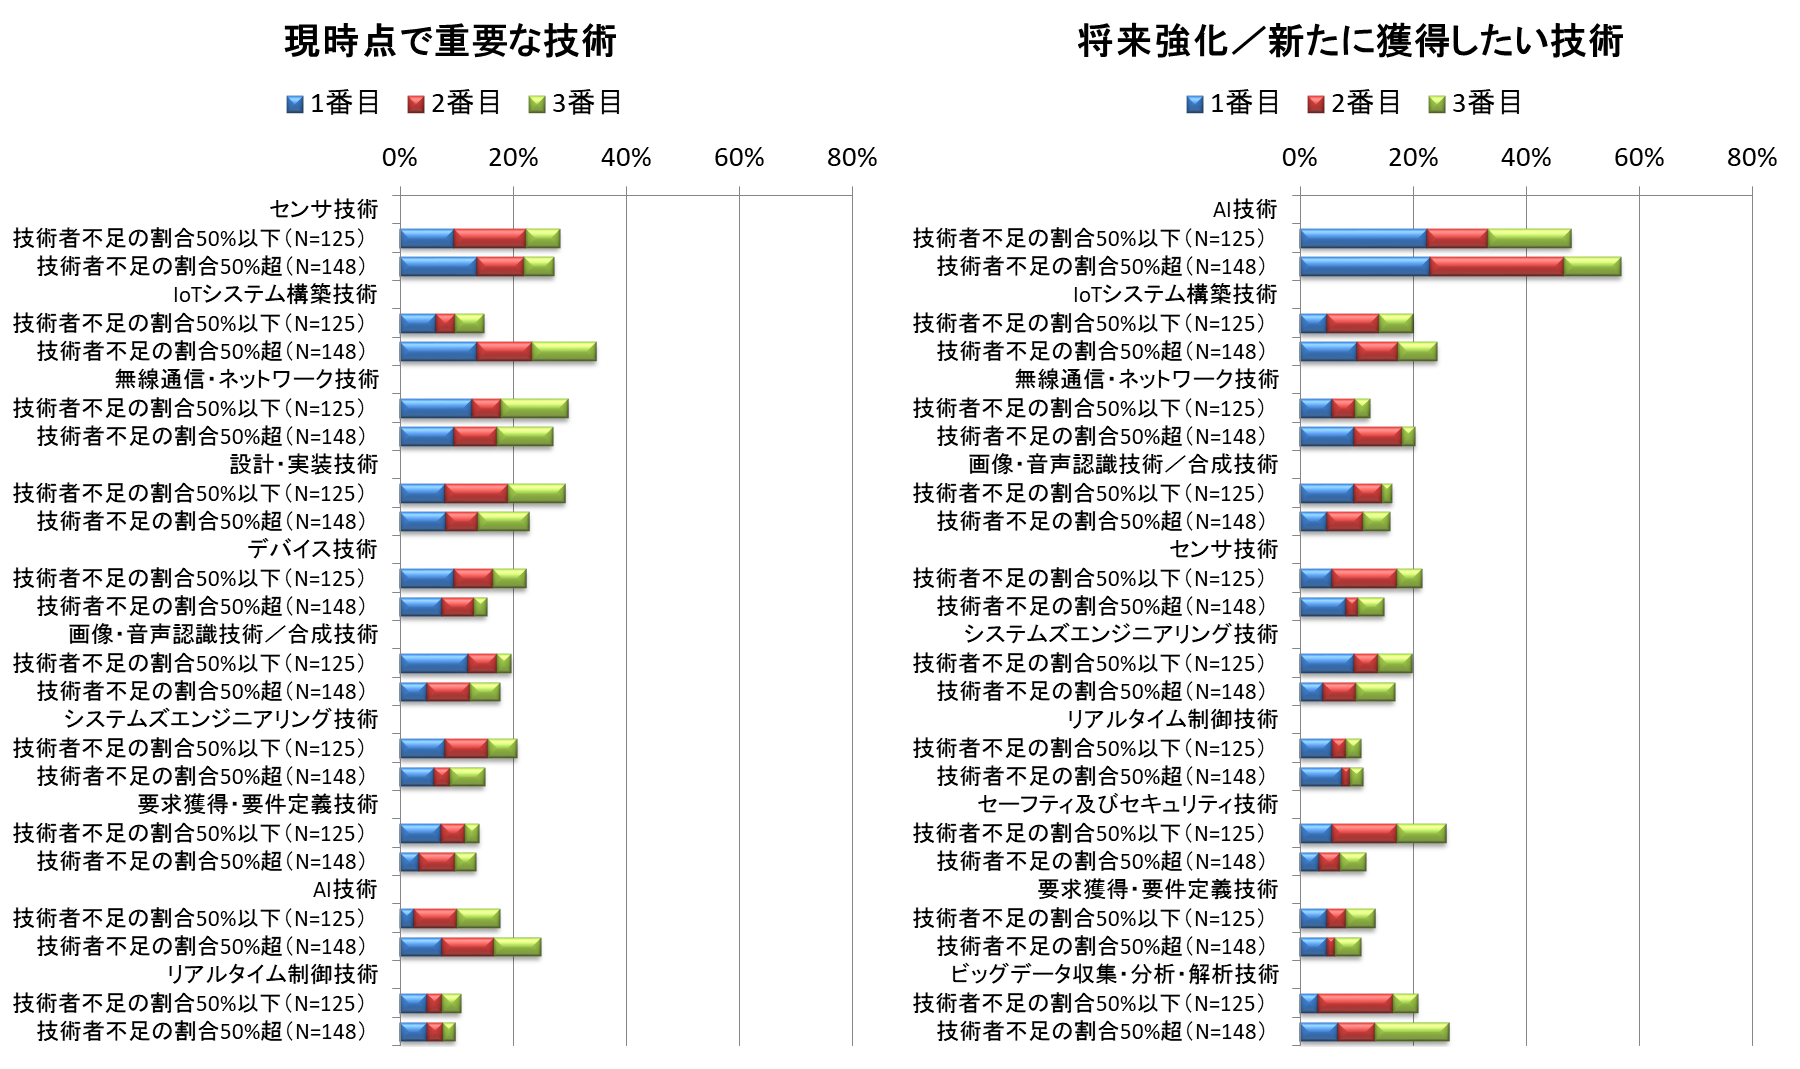 現時点で重要な技術
1番目 2番目 3番目
0% 20% 40% 60% 80%
センサ技術
技術者不足の割合50%以下（N=125）
技術者不足の割合50%超（N=148）
IoTシステム構築技術
技術者不足の割合50%以下（N=125）
技術者不足の割合50%超（N=148）
無線通信・ネットワーク技術
技術者不足の割合50%以下（N=125）
技術者不足の割合50%超（N=148）
設計・実装技術
技術者不足の割合50%以下（N=125）
技術者不足の割合50%超（N=148）
デバイス技術
技術者不足の割合50%以下（N=125）
技術者不足の割合50%超（N=148）
画像・音声認識技術／合成技術
技術者不足の割合50%以下（N=125）
技術者不足の割合50%超（N=148）
システムズエンジニアリング技術
技術者不足の割合50%以下（N=125）
技術者不足の割合50%超（N=148）
要求獲得・要件定義技術
技術者不足の割合50%以下（N=125）
技術者不足の割合50%超（N=148）
AI技術
技術者不足の割合50%以下（N=125）
技術者不足の割合50%超（N=148）
リアルタイム制御技術
技術者不足の割合50%以下（N=125）
技術者不足の割合50%超（N=148）
将来強化／新たに獲得したい技術
1番目 2番目 3番目
0% 20% 40% 60% 80%
AI技術
技術者不足の割合50%以下（N=125）
技術者不足の割合50%超（N=148）
IoTシステム構築技術
技術者不足の割合50%以下（N=125）
技術者不足の割合50%超（N=148）
無線通信・ネットワーク技術
技術者不足の割合50%以下（N=125）
技術者不足の割合50%超（N=148）
画像・音声認識技術／合成技術
技術者不足の割合50%以下（N=125）
技術者不足の割合50%超（N=148）
センサ技術
技術者不足の割合50%以下（N=125）
技術者不足の割合50%超（N=148）
システムズエンジニアリング技術
技術者不足の割合50%以下（N=125）
技術者不足の割合50%超（N=148）
リアルタイム制御技術
技術者不足の割合50%以下（N=125）
技術者不足の割合50%超（N=148）
セーフティ及びセキュリティ技術
技術者不足の割合50%以下（N=125）
技術者不足の割合50%超（N=148）
要求獲得・要件定義技術
技術者不足の割合50%以下（N=125）
技術者不足の割合50%超（N=148）
ビッグデータ収集・分析・解析技術
技術者不足の割合50%以下（N=125）
技術者不足の割合50%超（N=148）